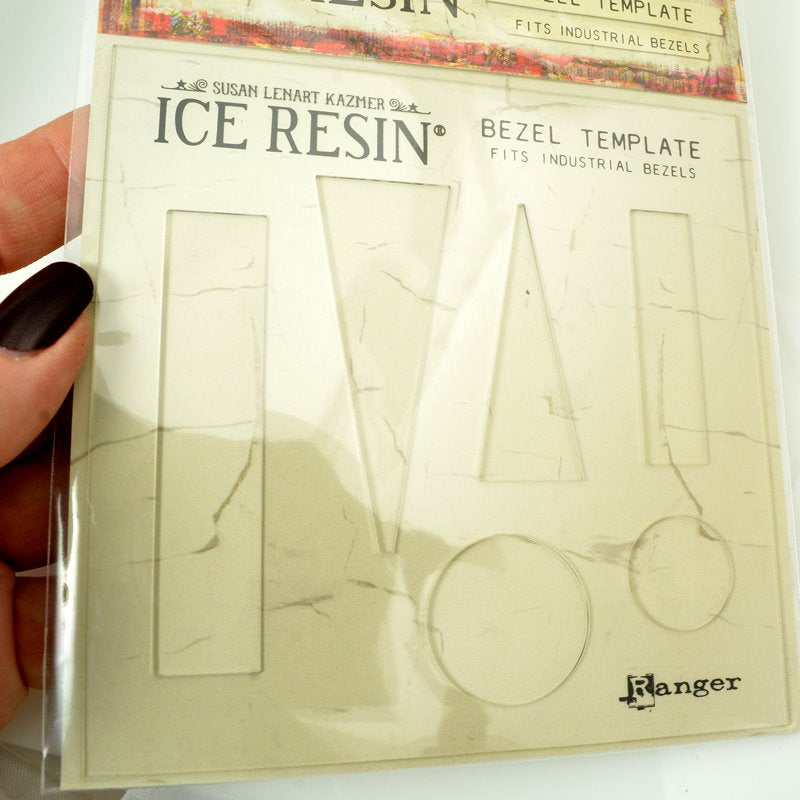 RESIN
BEZEL TEMPLATE
FITS INDUSTRIAL BEZELS
SUSAN LENART KAZMER
ICE RESIN®
BEZEL TEMPLATE
FITS INDUSTRIAL BEZELS
Ranger